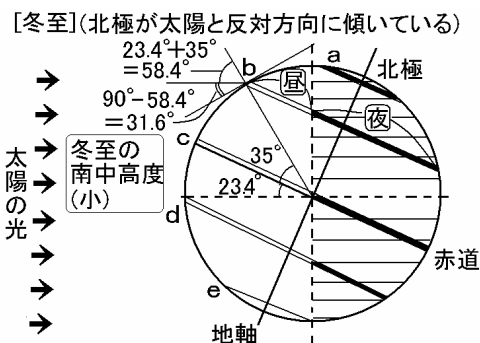 [冬至](北極が太陽と反対方向に傾いている)
23.4°+35°
=58.4°
90°-58.4°
=31.6°
冬至の
南中高度
(小)
太陽の光
a
b
c
d
e
昼
夜
北極
35°
23.4°
赤道
地軸